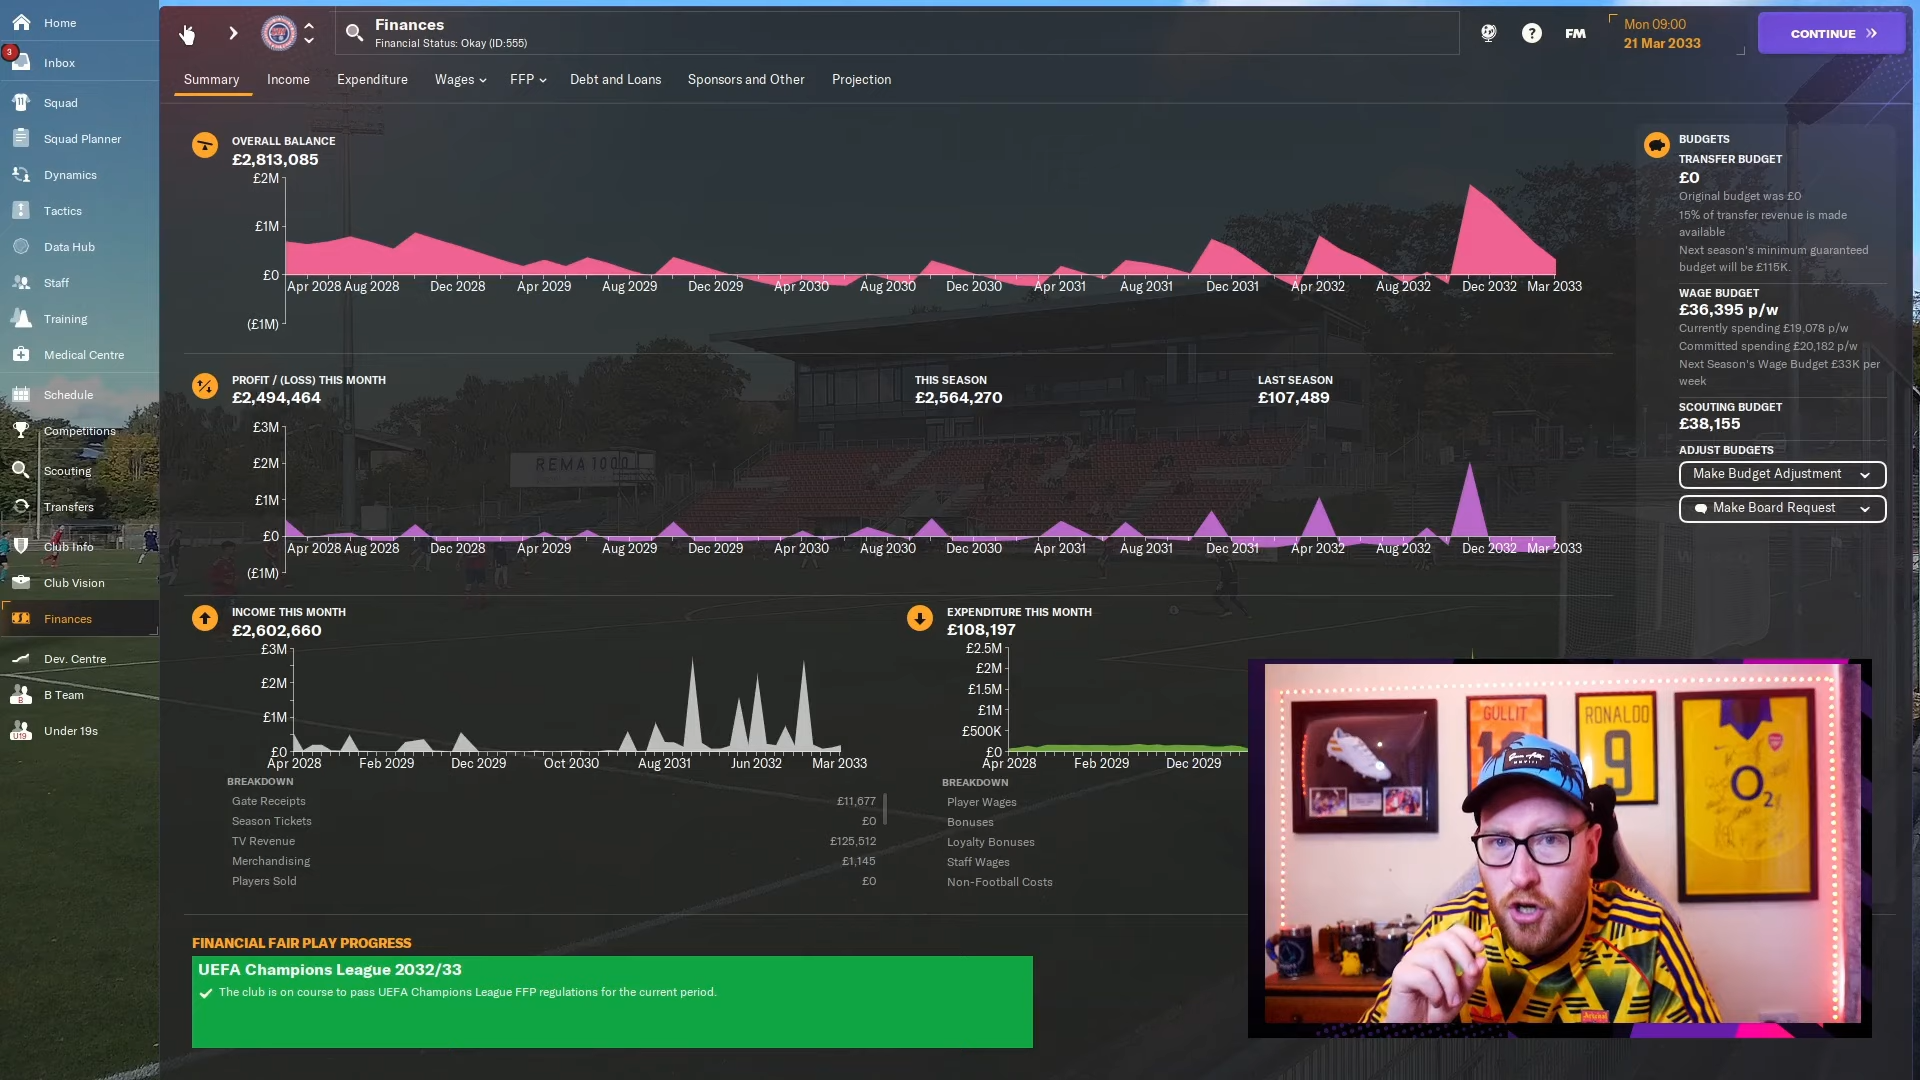 Home
3
Inbox
Squad
Squad Planner
Dynamics
Tactics
Data Hub
Staff
Training
Medical Centre
Schedule
Competitions
Scouting
Transfers
Club Info
Club Vision
Finances
Dev. Centre
B Team
Under 19s
Finances
Financial Status: Okay (ID:555)
FM
Mon 09:00
21 Mar 2033
CONTINUE
Summary Income Expenditure Wages FFP Debt and Loans Sponsors and Other Projection
OVERALL BALANCE
£2,813,085
£2M
£1M
£0
(£1M)
Apr 2028 Aug 2028 Dec 2028 Apr 2029 Aug 2029 Dec 2029 Apr 2030 Aug 2030 Dec 2030 Apr 2031 Aug 2031 Dec 2031 Apr 2032 Aug 2032 Dec 2032 Mar 2033
PROFIT / (LOSS) THIS MONTH
£2,494,464
THIS SEASON
£2,564,270
LAST SEASON
£107,489
£3M
£2M
£1M
£0
(£1M)
REMA 1000
Apr 2028 Aug 2028 Dec 2028 Apr 2029 Aug 2029 Dec 2029 Apr 2030 Aug 2030 Dec 2030 Apr 2031 Aug 2031 Dec 2031 Apr 2032 Aug 2032 Dec 2032 Mar 2033
INCOME THIS MONTH
£2,602,660
£3M
£2M
£1M
£0
Apr 2028 Feb 2029 Dec 2029 Oct 2030 Aug 2031 Jun 2032 Mar 2033
BREAKDOWN
Gate Receipts £11,677
Season Tickets £0
TV Revenue £125,512
Merchandising £1,145
Players Sold £0
EXPENDITURE THIS MONTH
£108,197
£2.5M
£2M
£1.5M
£1M
£500K
£0
Apr 2028 Feb 2029 Dec 2029
BREAKDOWN
Player Wages
Bonuses
Loyalty Bonuses
Staff Wages
Non-Football Costs
FINANCIAL FAIR PLAY PROGRESS
UEFA Champions League 2032/33
The club is on course to pass UEFA Champions League FFP regulations for the current period.
BUDGETS
TRANSFER BUDGET
£0
Original budget was £0
15% of transfer revenue is made
available
Next season's minimum guaranteed
budget will be £115K.
WAGE BUDGET
£36,395 p/w
Currently spending £19,078 p/w
Committed spending £20,182 p/w
Next Season's Wage Budget £33K per
week
SCOUTING BUDGET
£38,155
ADJUST BUDGETS
Make Budget Adjustment
Make Board Request
GULLIT
RONALDO
9
O2